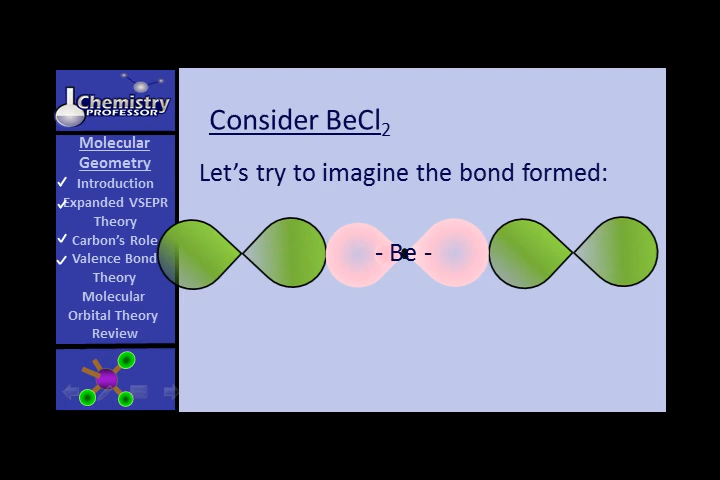 Chemistry
PROFESSOR
Molecular
Geometry
Introduction
Expanded VSEPR
Theory
Carbon's Role
Valence Bond
Theory
Molecular
Orbital Theory
Review
Consider BeCl₂
Let's try to imagine the bond formed:
- Be -